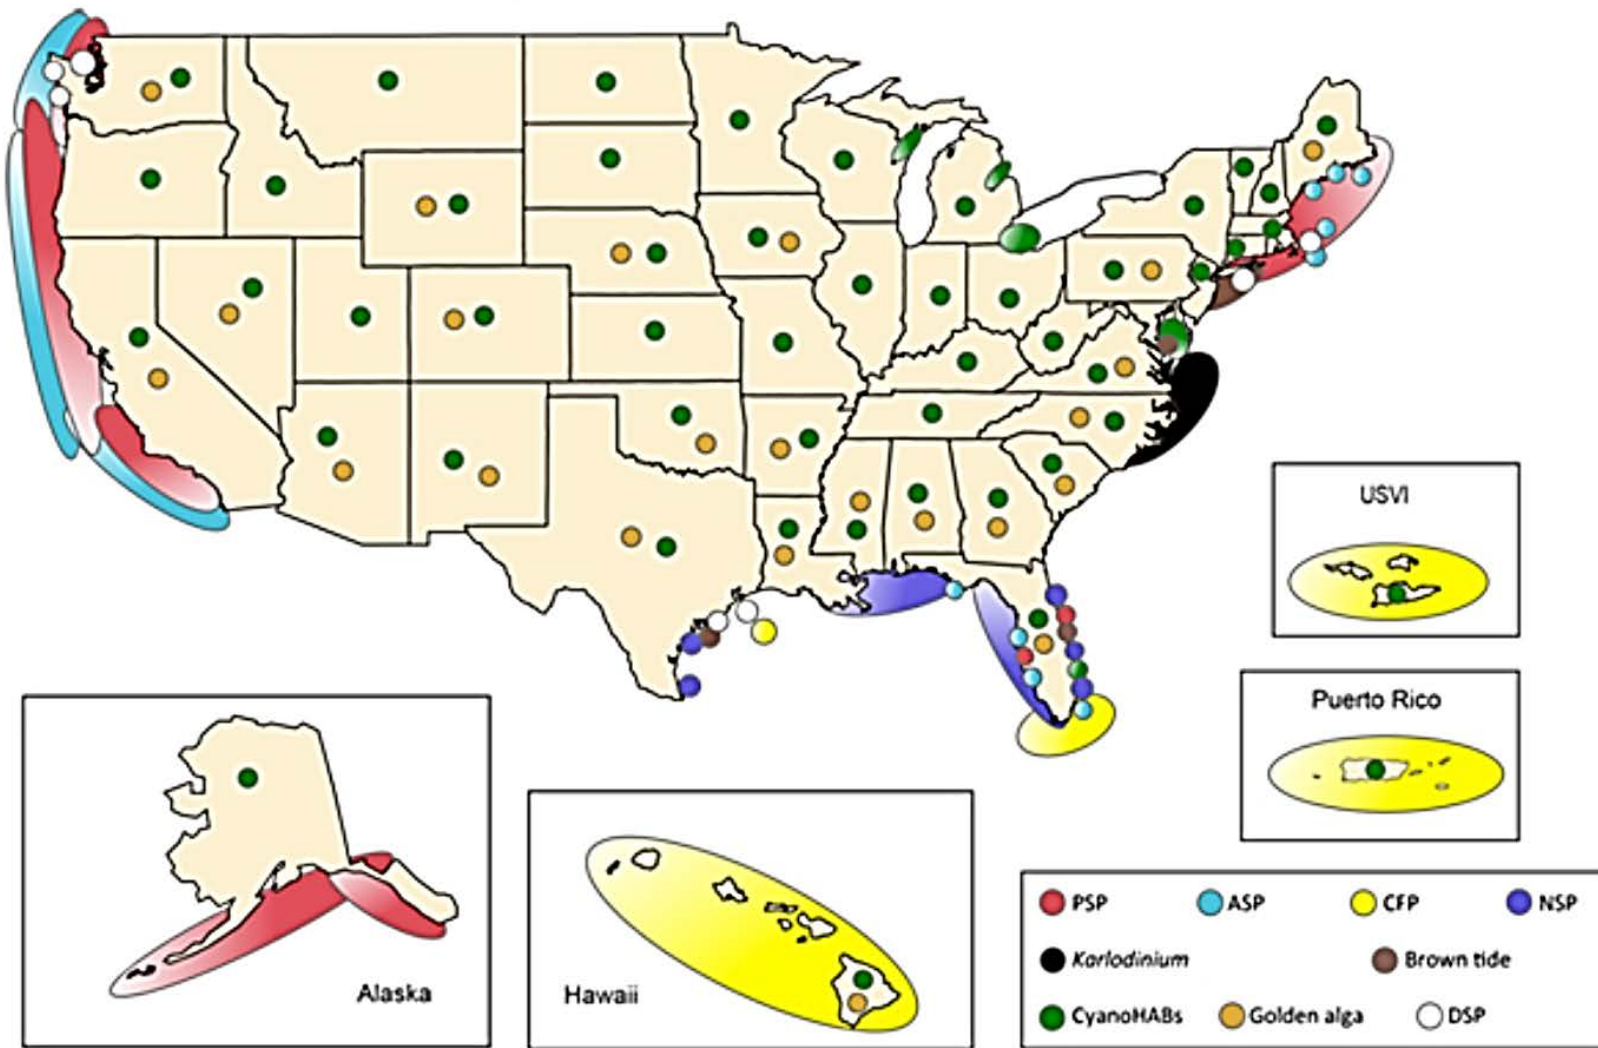 USVI
Puerto Rico
Alaska
Hawaii
PSP ASP CFP NSP
Karlodinium Brown tide
CyanoHABs Golden alga DSP